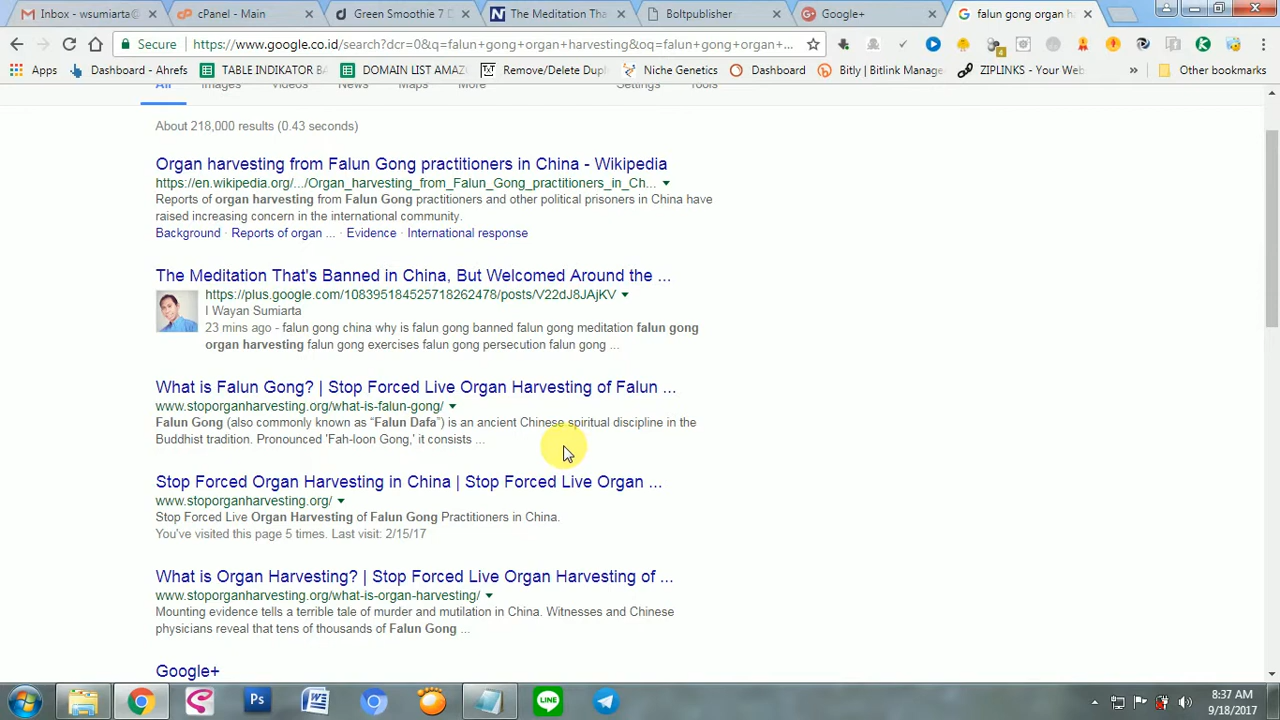 Inbox - wsumiarta@
cPanel - Main
Green Smoothie 7 D
The Meditation Tha
Boltpublisher
Google+
falun gong organ h
Secure
https://www.google.co.id/search?dcr=0&q=falun+gong+organ+harvesting&oq=falun+gong+organ+...
Apps
Dashboard - Ahrefs
TABLE INDIKATOR BA
DOMAIN LIST AMAZ
Remove/Delete Dupl
Niche Genetics
Dashboard
Bitly | Bitlink Manage
ZIPLINKS - Your Web
»
Other bookmarks
All
Images
Videos
News
Maps
More
Settings
Tools
About 218,000 results (0.43 seconds)
Organ harvesting from Falun Gong practitioners in China - Wikipedia
https://en.wikipedia.org/.../Organ_harvesting_from_Falun_Gong_practitioners_in_Ch...
Reports of organ harvesting from Falun Gong practitioners and other political prisoners in China have
raised increasing concern in the international community.
Background · Reports of organ ... · Evidence · International response
The Meditation That's Banned in China, But Welcomed Around the ...
https://plus.google.com/108395184525718262478/posts/V22dJ8JAjKV
I Wayan Sumiarta
23 mins ago - falun gong china why is falun gong banned falun gong meditation falun gong
organ harvesting falun gong exercises falun gong persecution falun gong ...
What is Falun Gong? | Stop Forced Live Organ Harvesting of Falun ...
www.stoporganharvesting.org/what-is-falun-gong/
Falun Gong (also commonly known as “Falun Dafa”) is an ancient Chinese spiritual discipline in the
Buddhist tradition. Pronounced 'Fah-loon Gong,' it consists ...
Stop Forced Organ Harvesting in China | Stop Forced Live Organ ...
www.stoporganharvesting.org/
Stop Forced Live Organ Harvesting of Falun Gong Practitioners in China.
You've visited this page 5 times. Last visit: 2/15/17
What is Organ Harvesting? | Stop Forced Live Organ Harvesting of ...
www.stoporganharvesting.org/what-is-organ-harvesting/
Mounting evidence tells a terrible tale of murder and mutilation in China. Witnesses and Chinese
physicians reveal that tens of thousands of Falun Gong ...
Google+
Ps
LINE
8:37 AM
9/18/2017